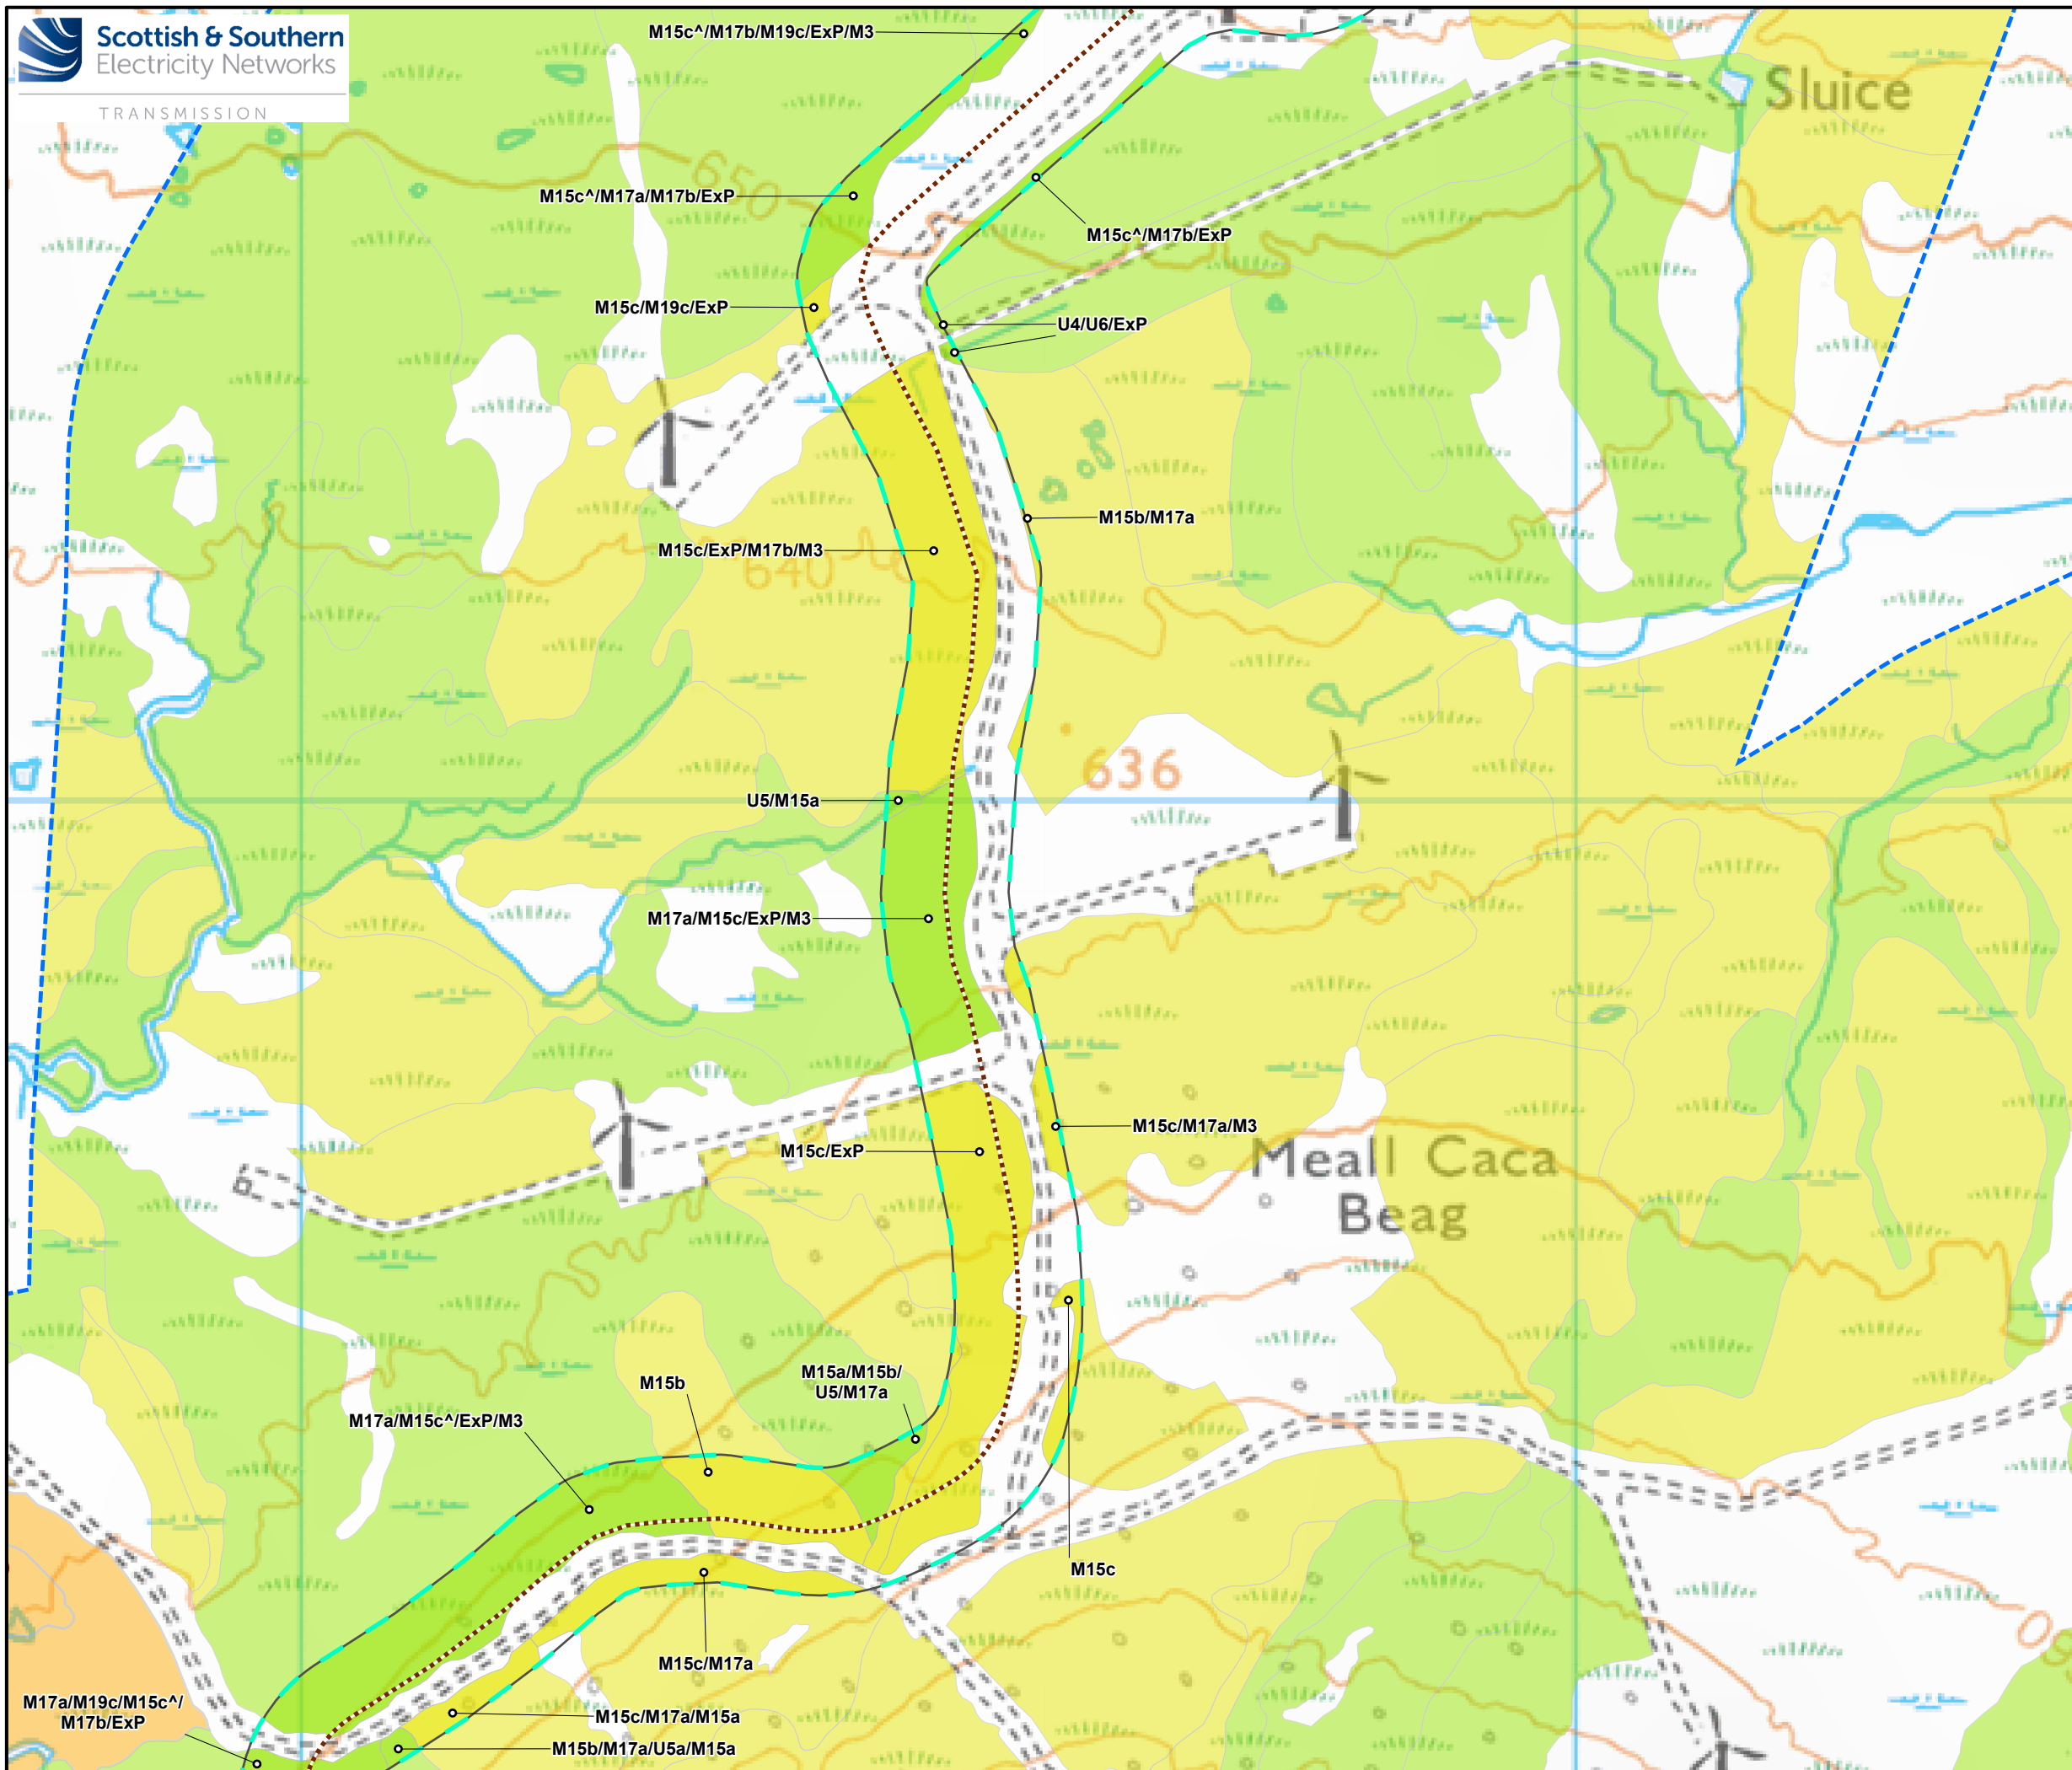 Scottish & Southern
Electricity Networks
TRANSMISSION
M15c^/M17b/M19c/ExP/M3
Sluice
650
M15c^/M17a/M17b/ExP
M15c^/M17b/ExP
M15c/M19c/ExP
U4/U6/ExP
M15b/M17a
M15c/ExP/M17b/M3
640
636
U5/M15a
M17a/M15c/ExP/M3
M15c/M17a/M3
M15c/ExP
Meall Caca
Beag
M15a/M15b/
U5/M17a
M15b
M17a/M15c^/ExP/M3
M15c
M15c/M17a
M17a/M19c/M15c^/
M17b/ExP
M15c/M17a/M15a
M15b/M17a/U5a/M15a